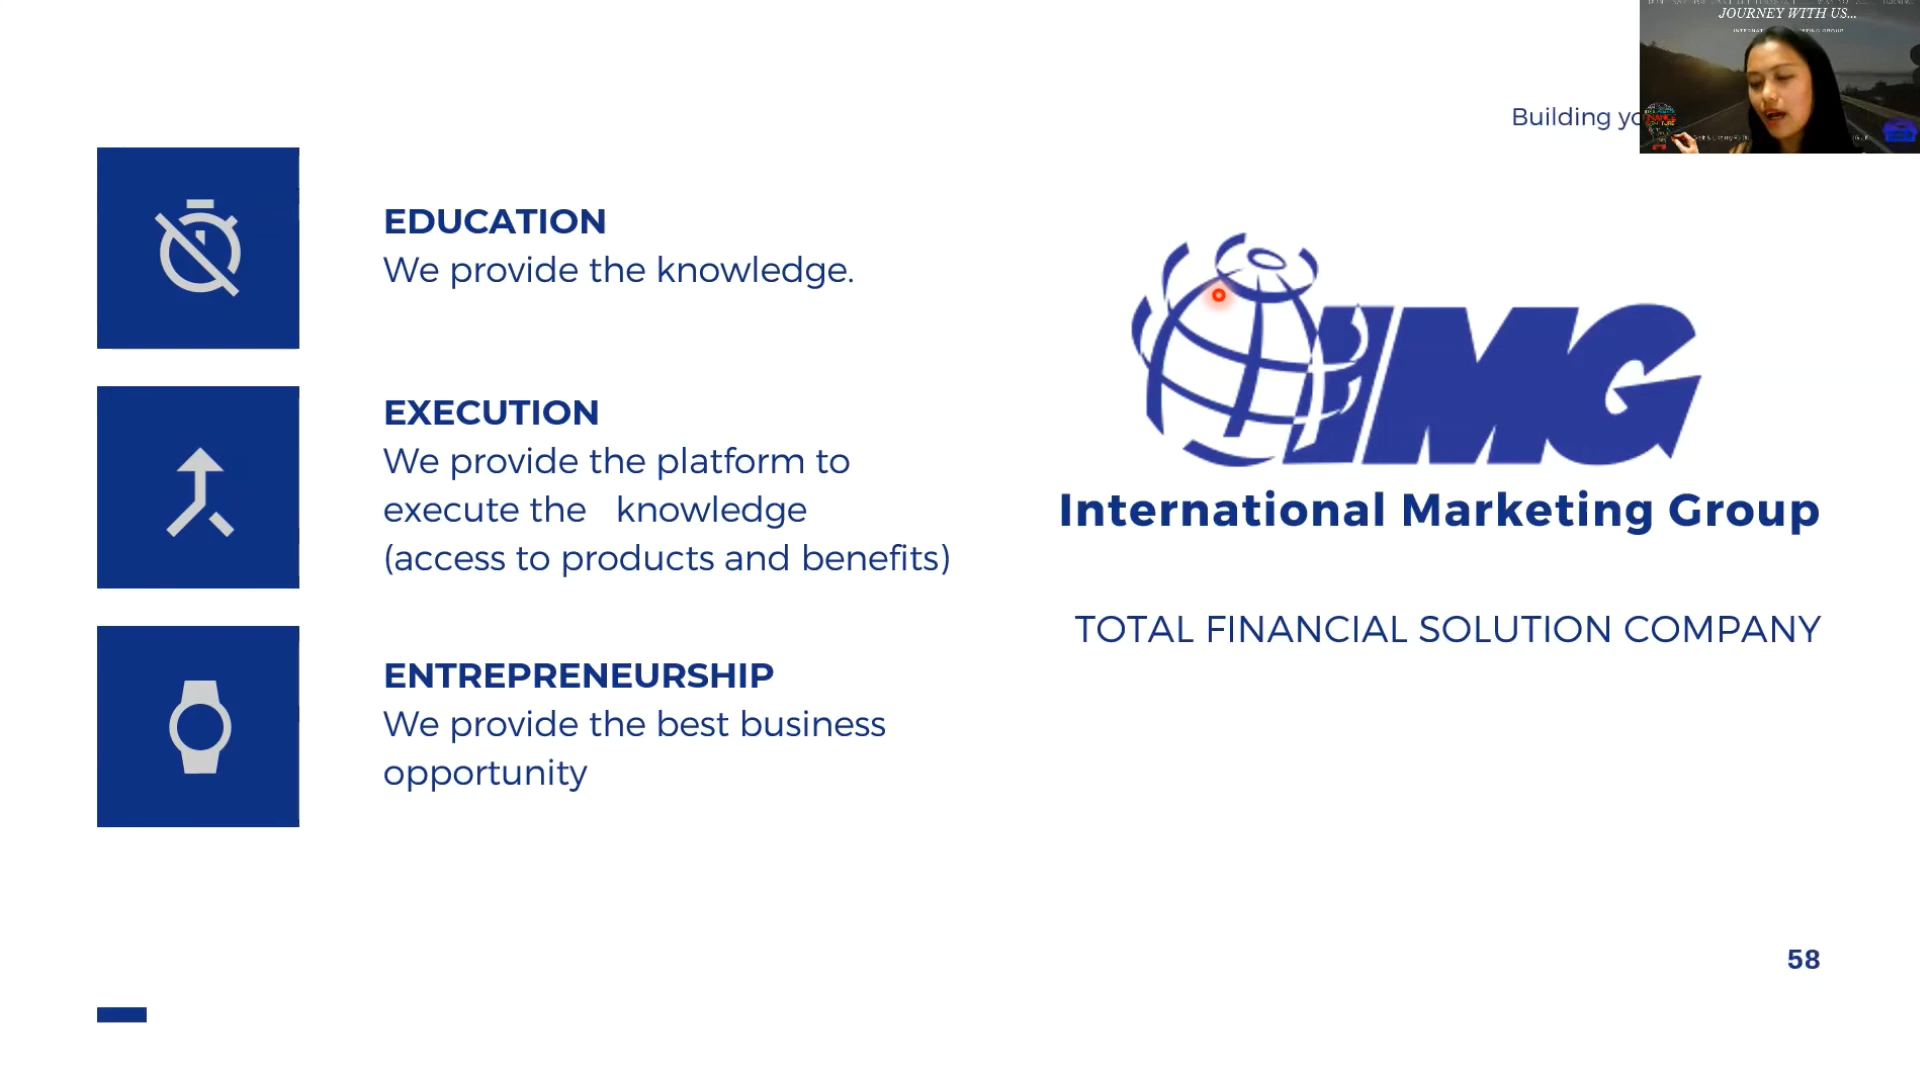 JOURNEY WITH US...
Building yo
EDUCATION
We provide the knowledge.
EXECUTION
We provide the platform to
execute the knowledge
(access to products and benefits)
ENTREPRENEURSHIP
We provide the best business
opportunity
IMG
International Marketing Group
TOTAL FINANCIAL SOLUTION COMPANY
58